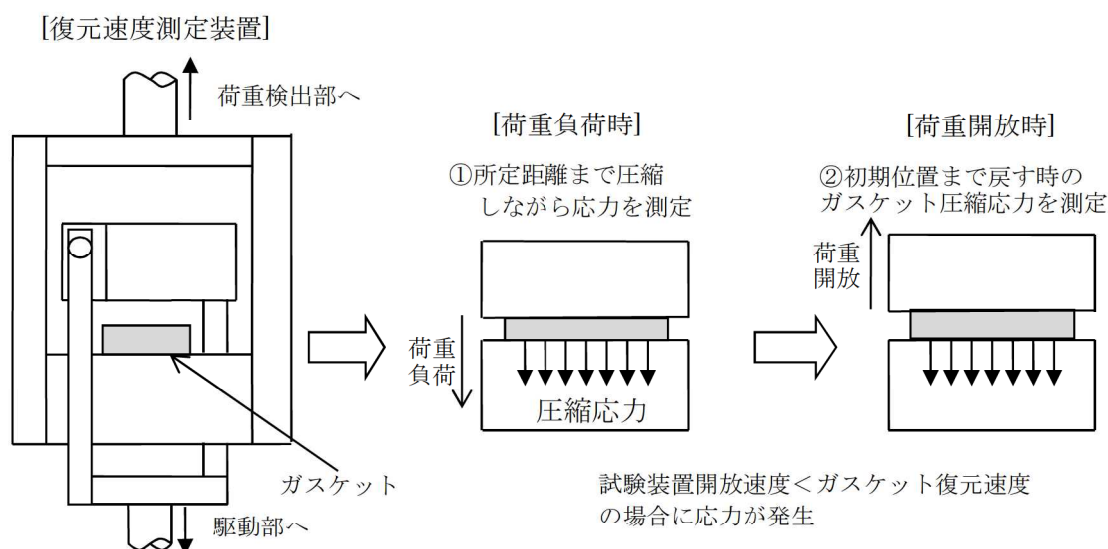 [復元速度測定装置]
荷重検出部へ
ガスケット
駆動部へ
[荷重負荷時]
①所定距離まで圧縮
しながら応力を測定
荷重
負荷
圧縮応力
[荷重開放時]
②初期位置まで戻す時の
ガスケット圧縮応力を測定
荷重
開放
試験装置開放速度＜ガスケット復元速度
の場合に応力が発生